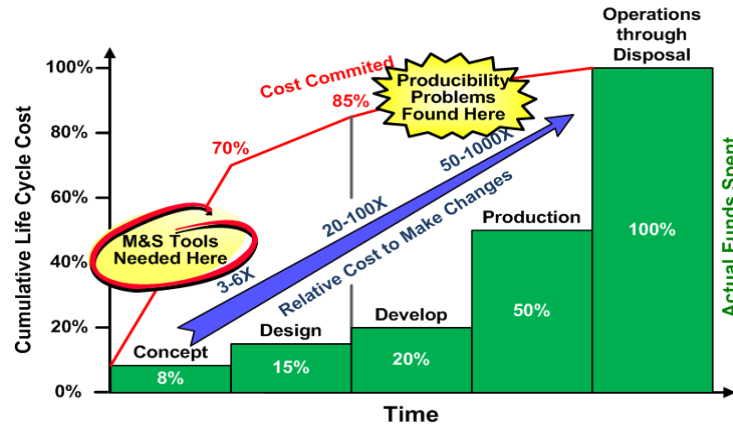 Operations
through
Disposal
100%
80%
60%
40%
20%
0%
Cumulative Life Cycle Cost
Cost Commited
70%
85%
Producibility
Problems
Found Here
M&S Tools
Needed Here
3-6X
20-100X
50-1000X
Relative Cost to Make Changes
Concept
8%
Design
15%
Develop
20%
Production
50%
100%
Actual Funds Spent
Time